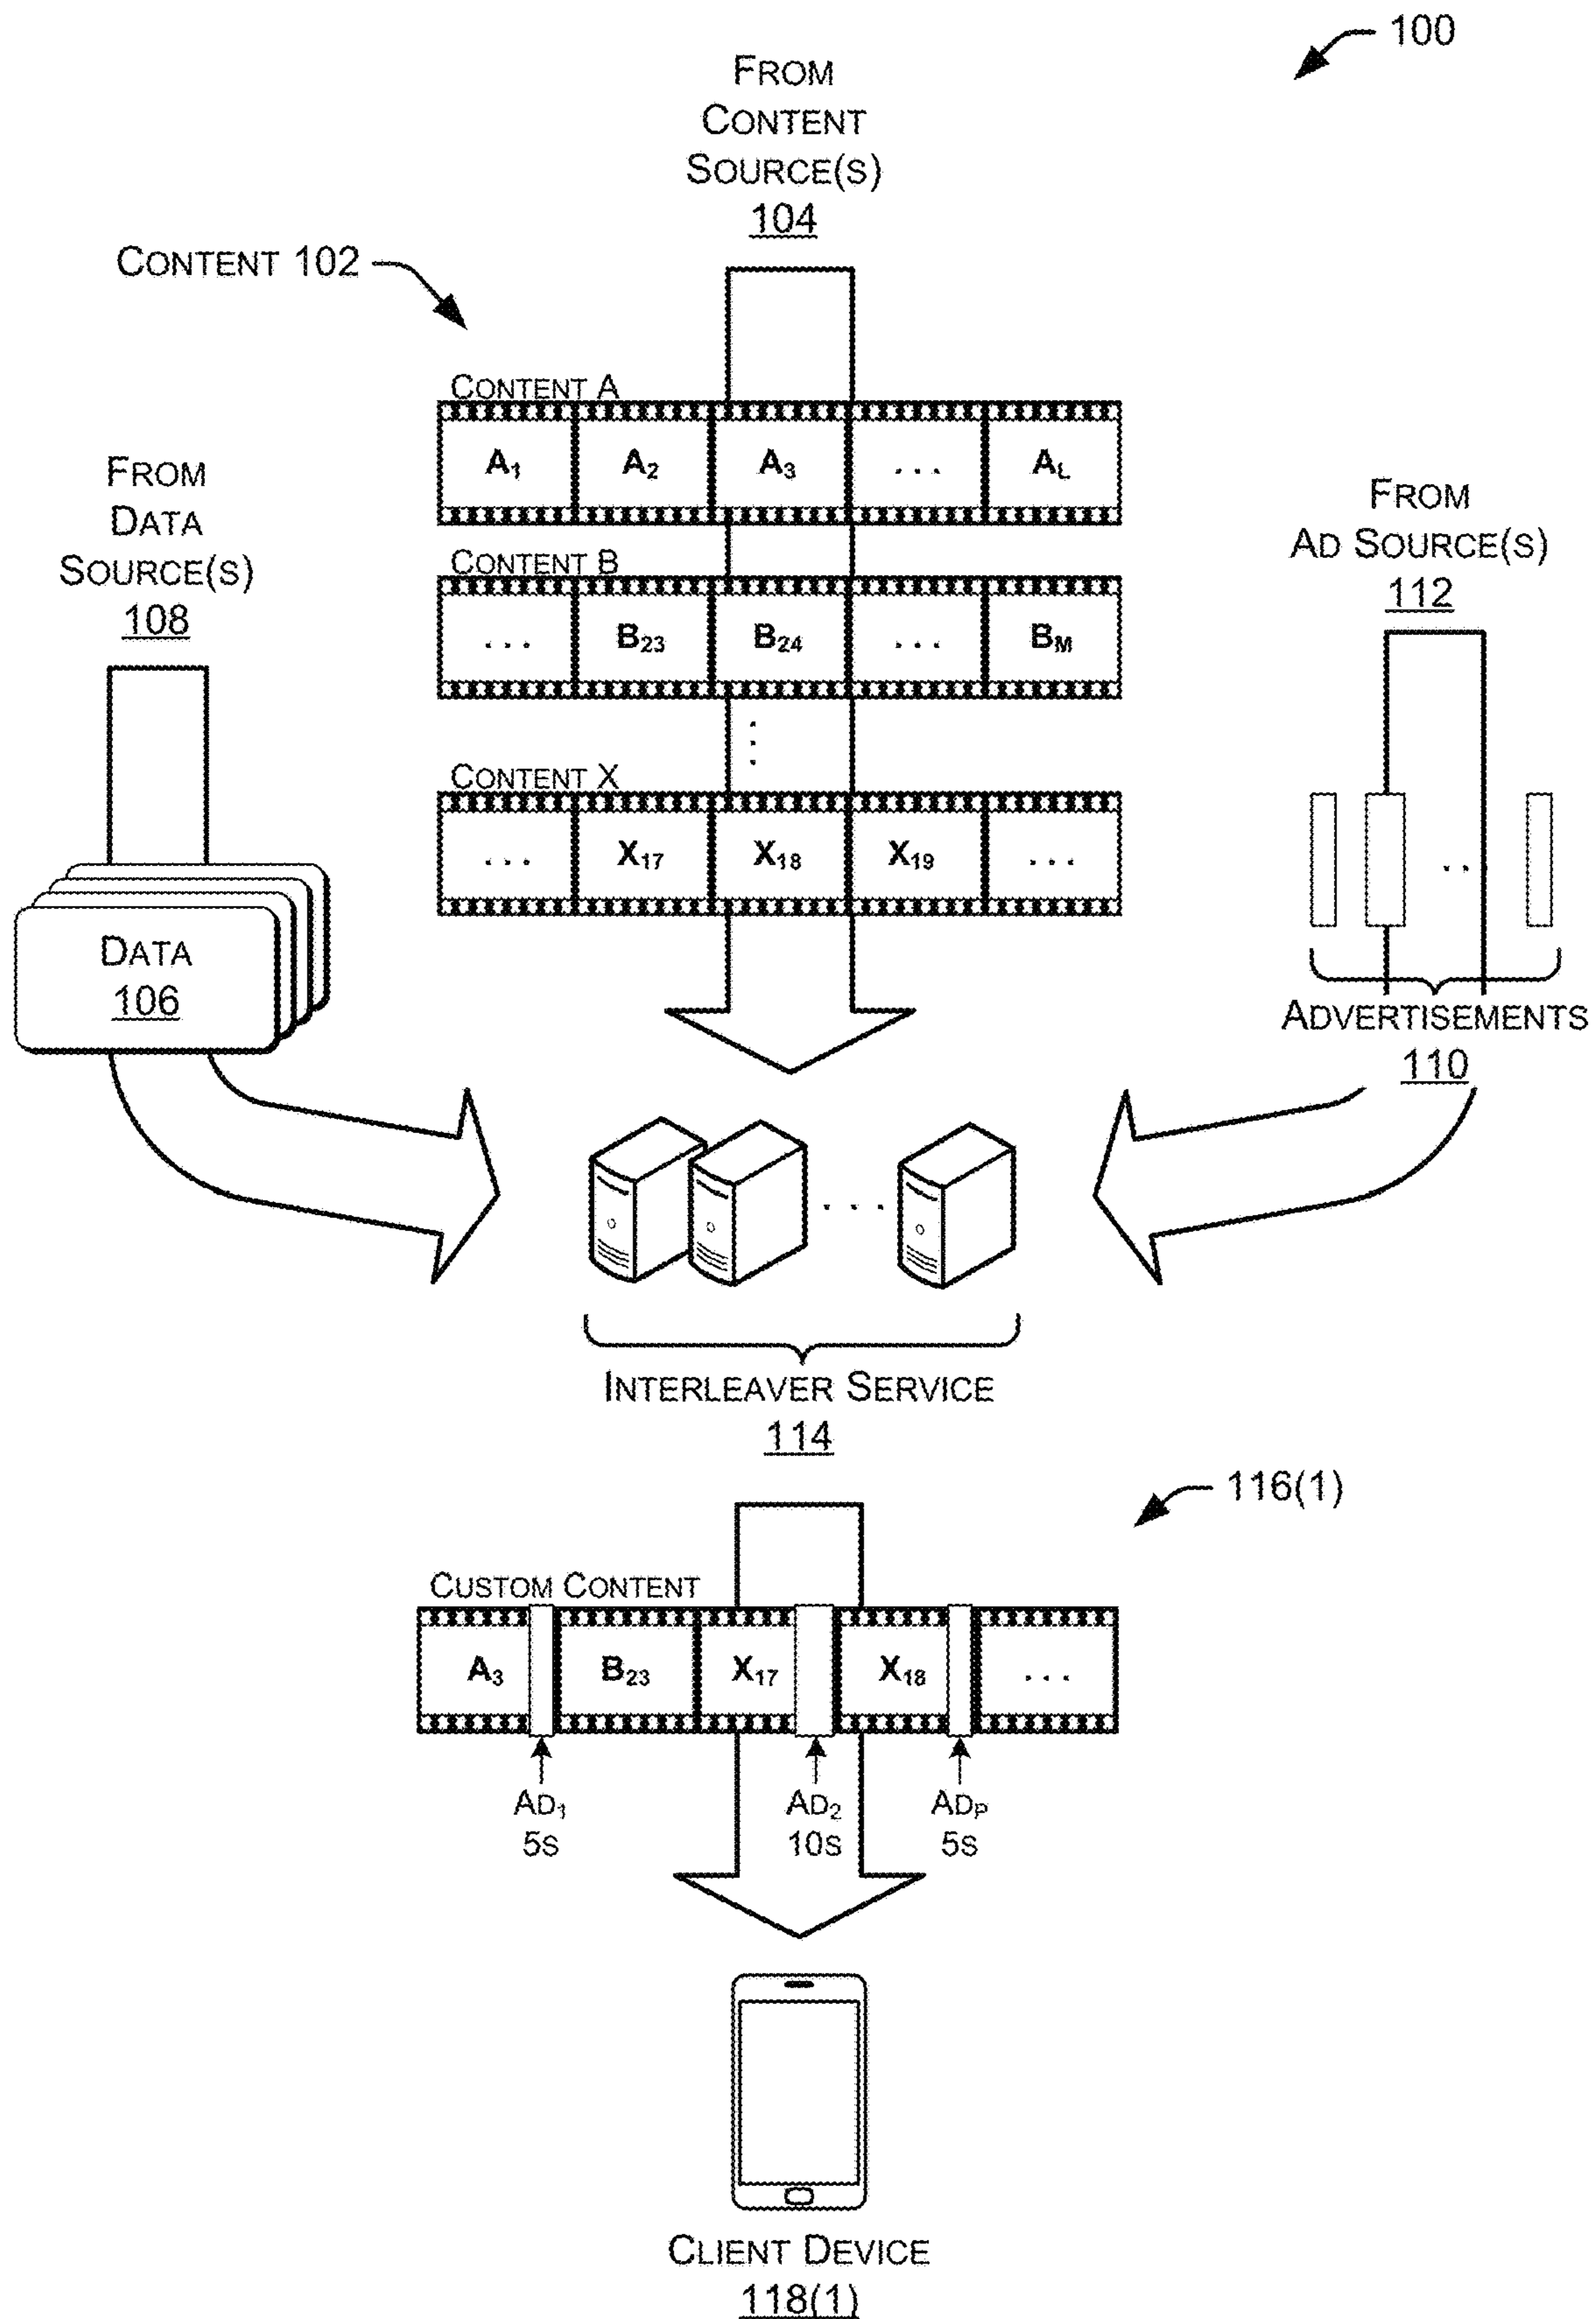 100
FROM
CONTENT
SOURCE(S)
104
CONTENT 102
CONTENT A
A1 A2 A3 ... AL
FROM
DATA
SOURCE(S)
108
CONTENT B
... B23 B24 ... BM
FROM
AD SOURCE(S)
112
CONTENT X
... X17 X18 X19 ...
DATA
106
ADVERTISEMENTS
110
INTERLEAVER SERVICE
114
116(1)
CUSTOM CONTENT
A3 B23 X17 X18 ...
AD1 AD2 ADP
5S 10S 5S
CLIENT DEVICE
118(1)